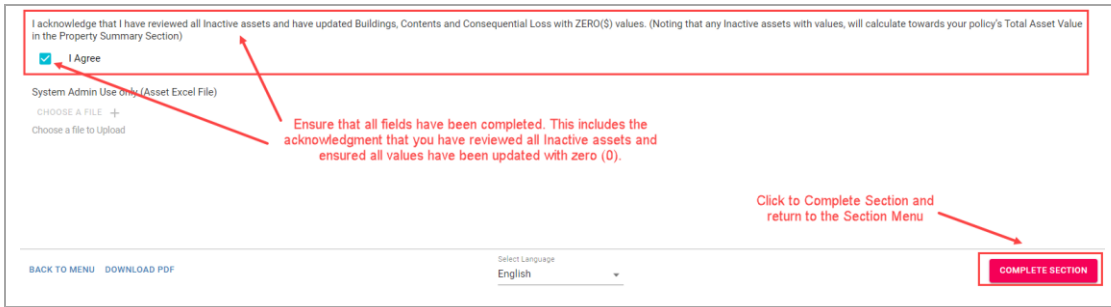 I acknowledge that I have reviewed all Inactive assets and have updated Buildings, Contents and Consequential Loss with ZERO($) values. (Noting that any Inactive assets with values, will calculate towards your policy's Total Asset Value
in the Property Summary Section)
I Agree
System Admin Use only (Asset Excel File)
CHOOSE A FILE +
Choose a file to Upload
Ensure that all fields have been completed. This includes the
acknowledgment that you have reviewed all Inactive assets and
ensured all values have been updated with zero (0).
Click to Complete Section and
return to the Section Menu
BACK TO MENU DOWNLOAD PDF
Select Language
English
COMPLETE SECTION